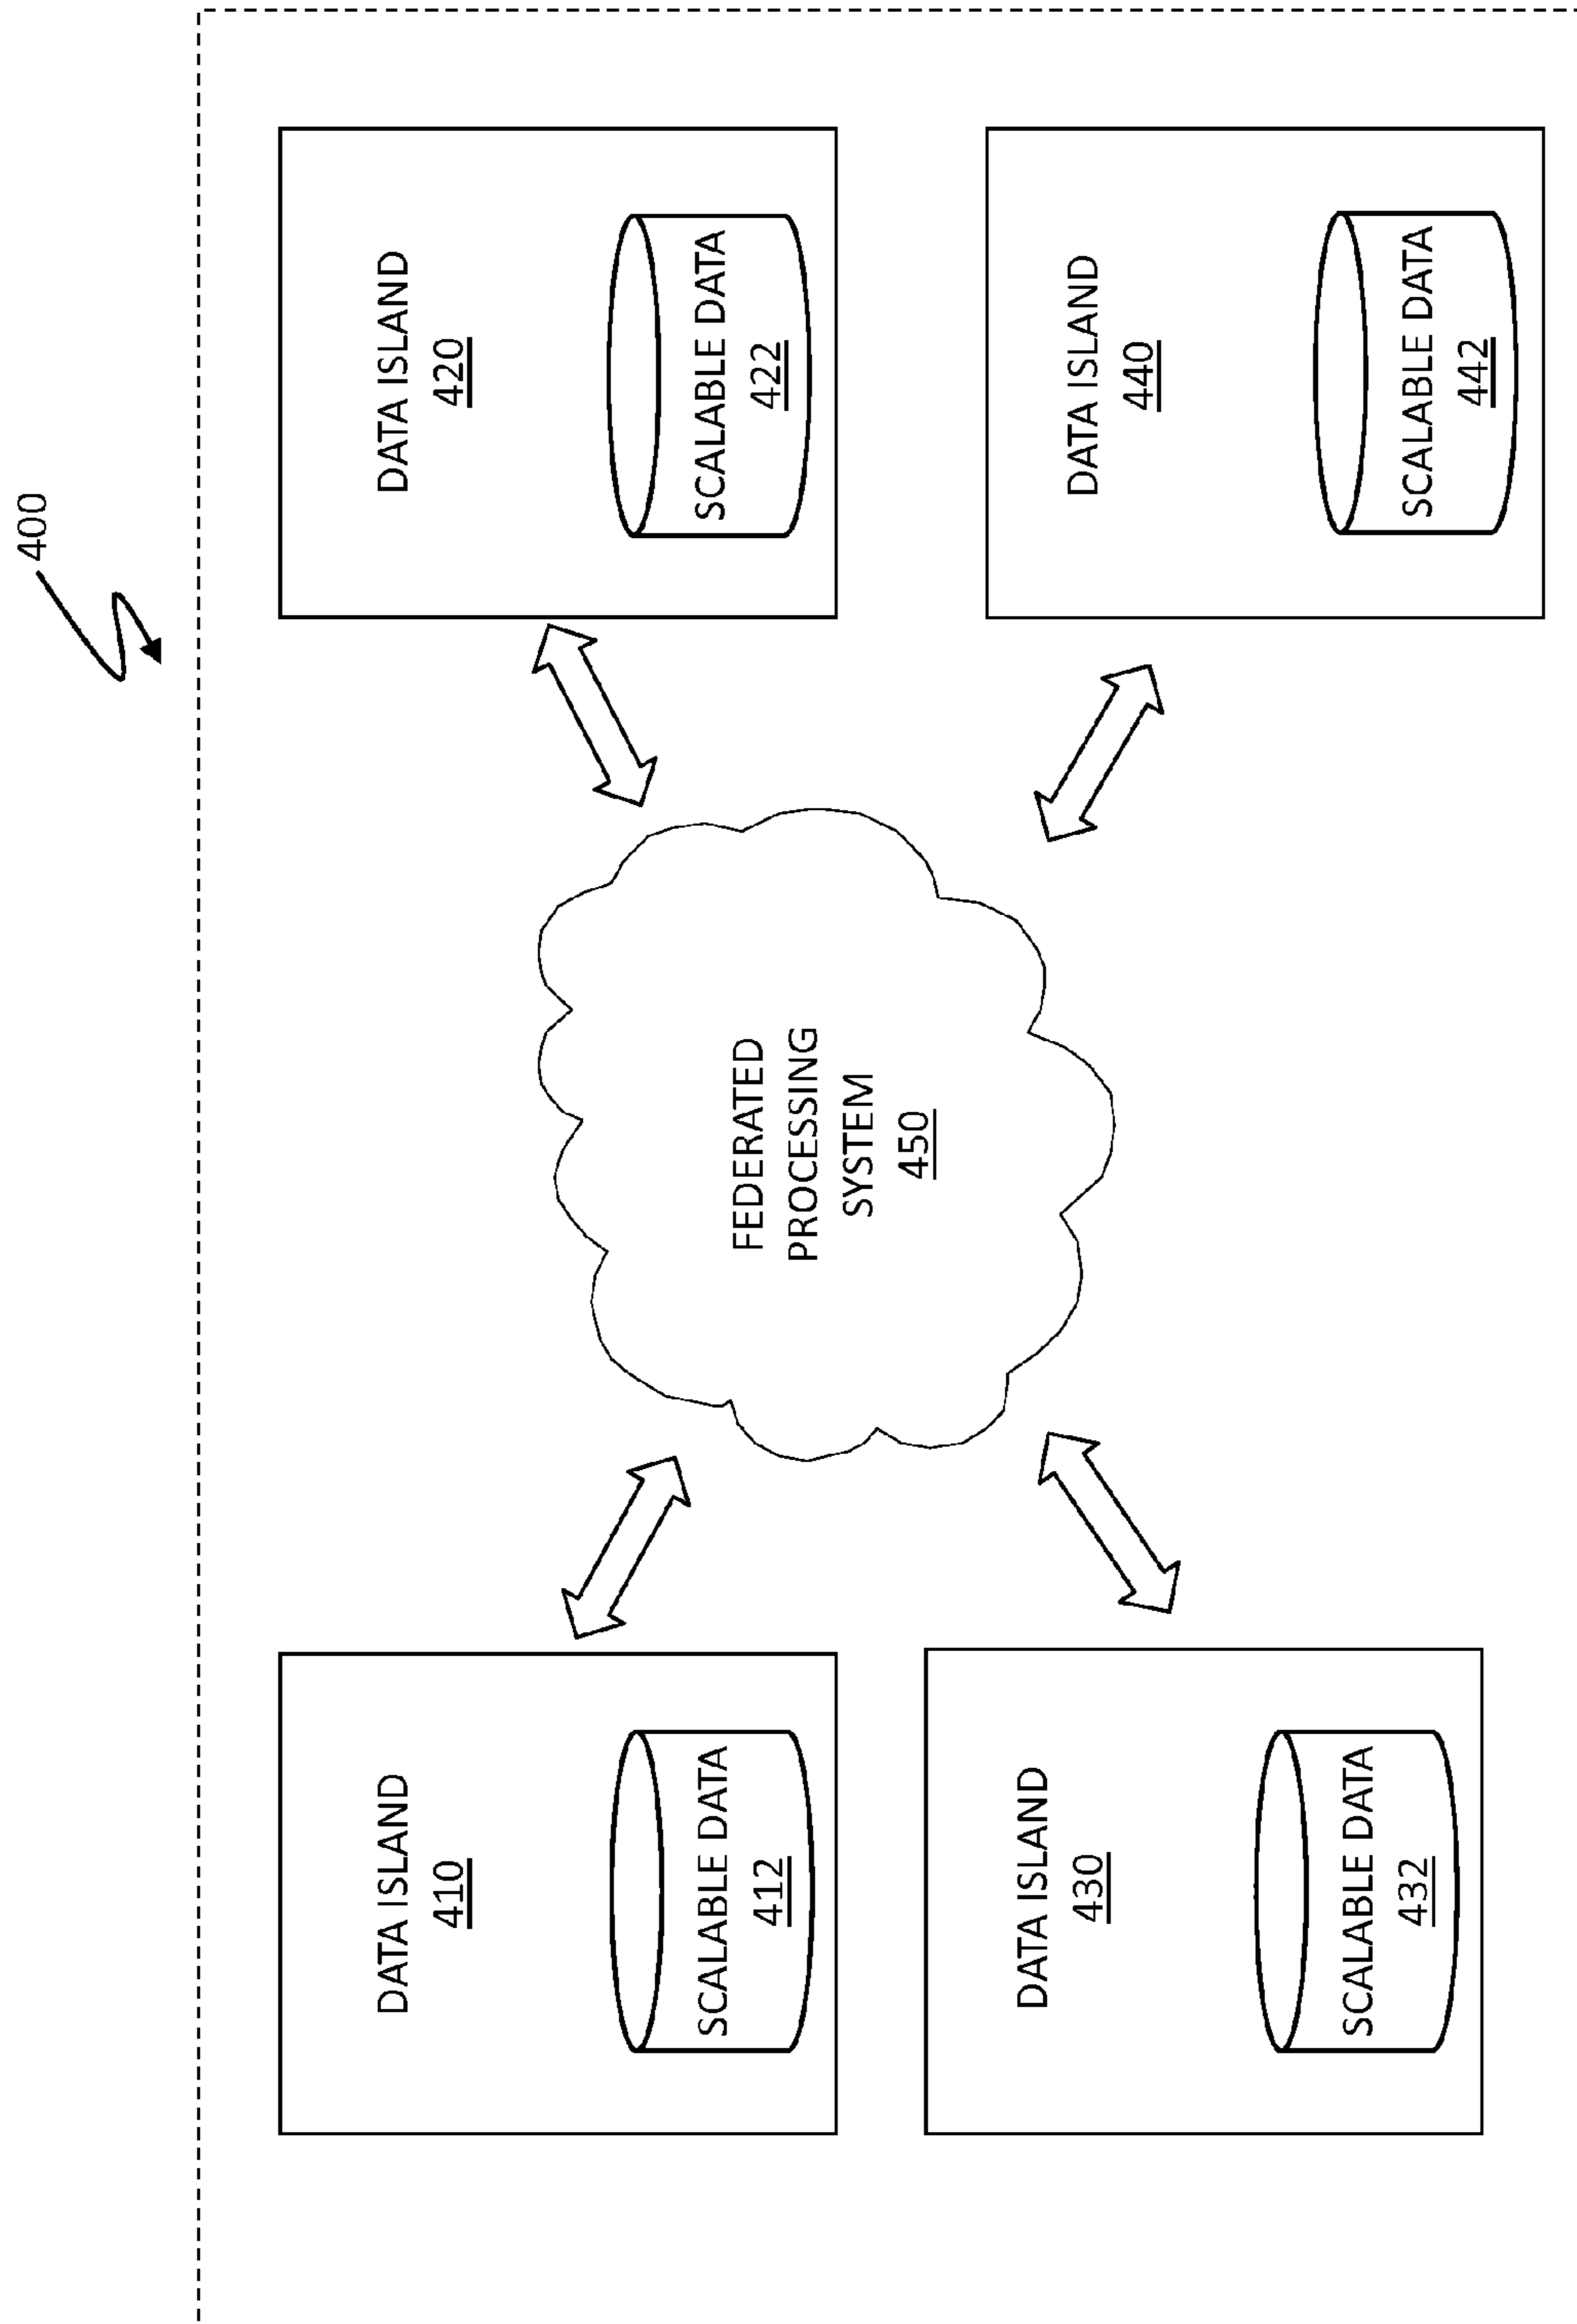 400
DATA ISLAND
410
SCALABLE DATA
412
DATA ISLAND
420
SCALABLE DATA
422
FEDERATED
PROCESSING
SYSTEM
450
DATA ISLAND
430
SCALABLE DATA
432
DATA ISLAND
440
SCALABLE DATA
442